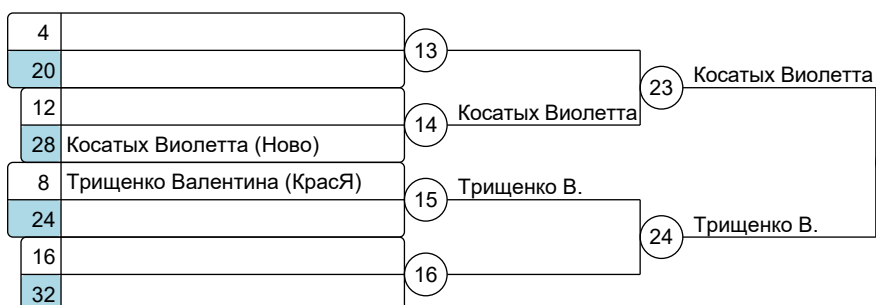 4
13
20
23 Косатых Виолетта
12
14 Косатых Виолетта
28 Косатых Виолетта (Ново)
8 Трищенко Валентина (КрасЯ)
15 Трищенко В.
24
24 Трищенко В.
16
16
32